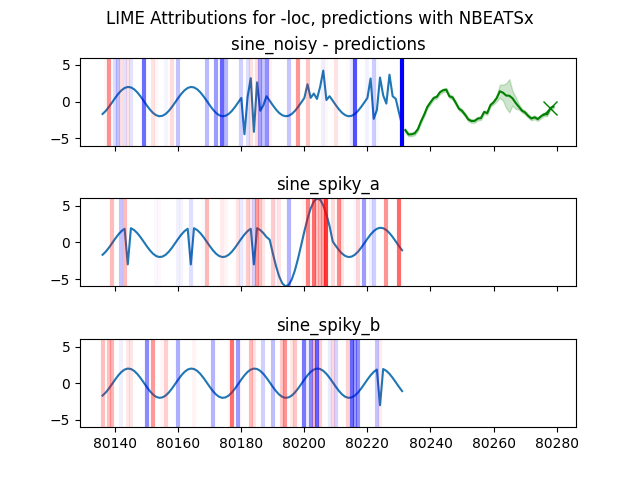 LIME Attributions for -loc, predictions with NBEATSx
sine_noisy - predictions
5
0
−5
sine_spiky_a
5
0
−5
sine_spiky_b
5
0
−5
80140 80160 80180 80200 80220 80240 80260 80280